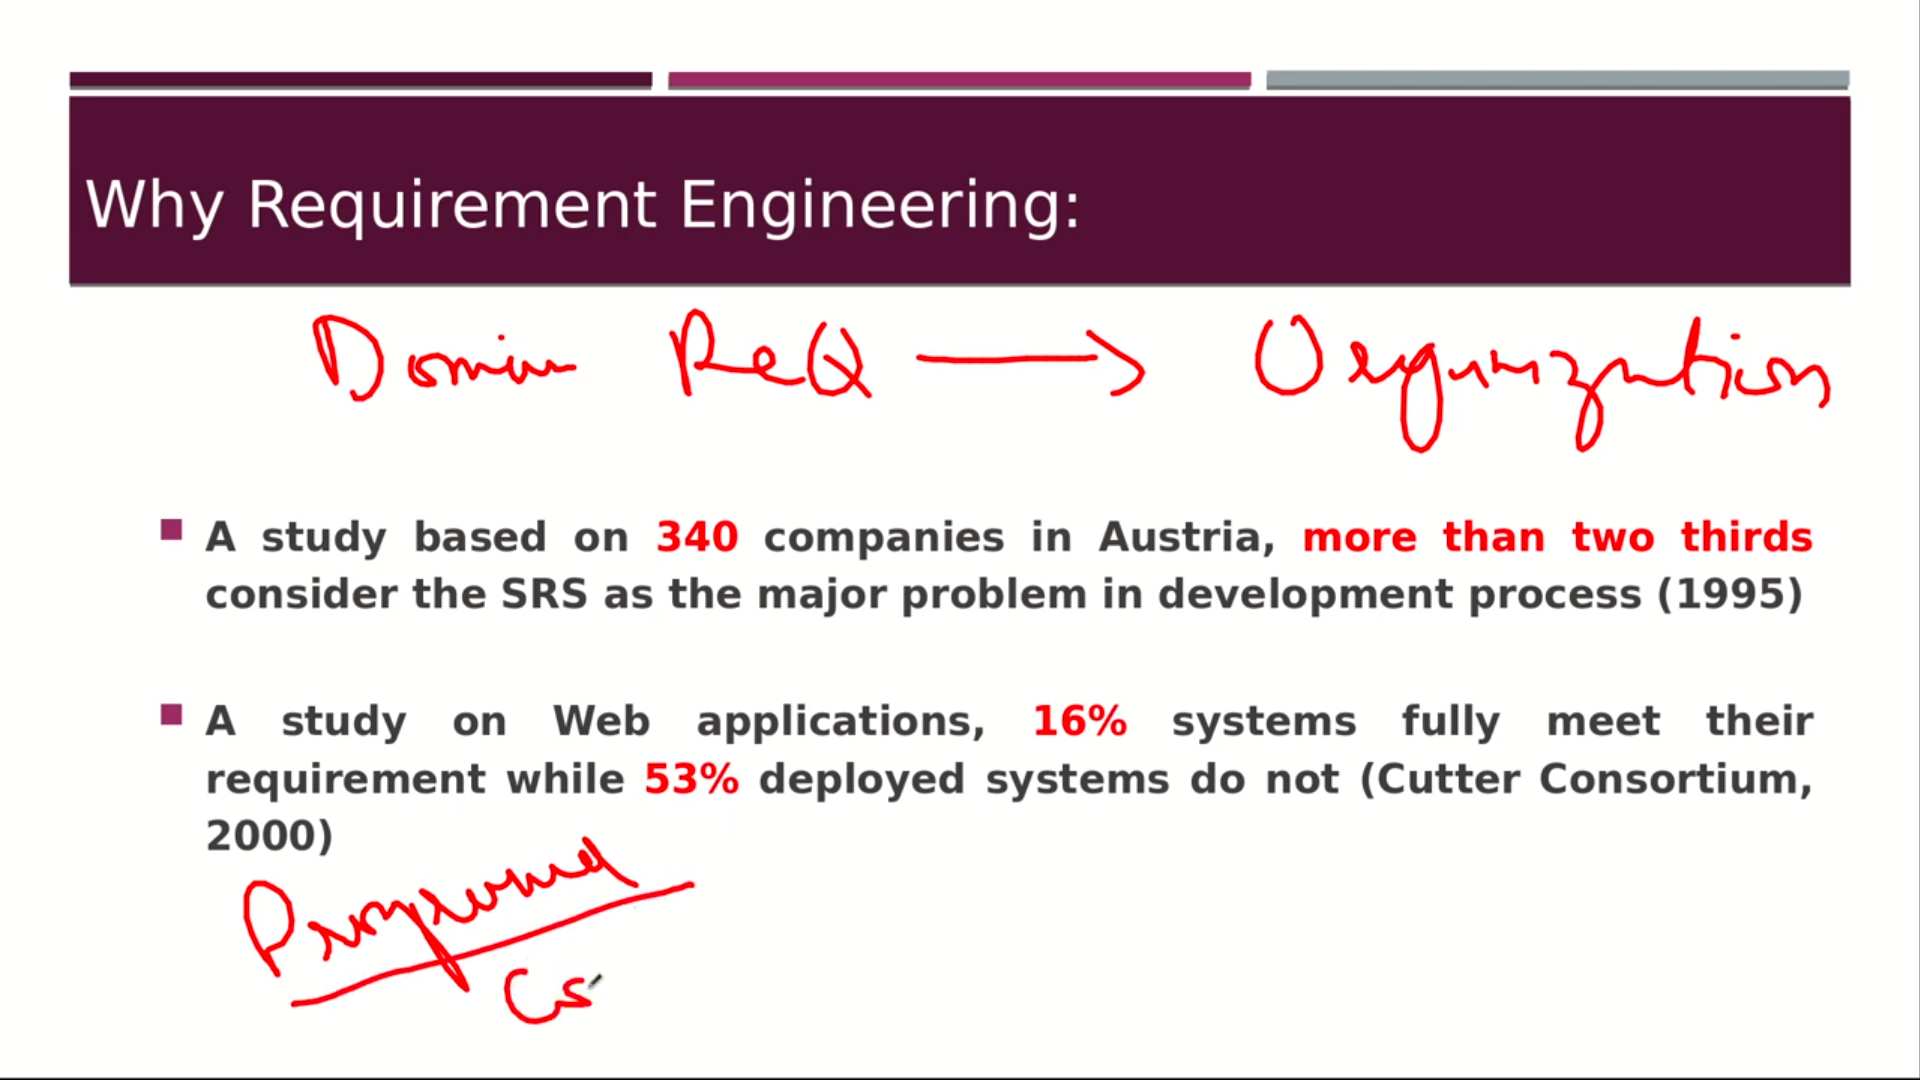 Why Requirement Engineering:
Domain ReQ → Organization
A study based on 340 companies in Austria, more than two thirds
consider the SRS as the major problem in development process (1995)
A study on Web applications, 16% systems fully meet their
requirement while 53% deployed systems do not (Cutter Consortium,
2000)
Cs